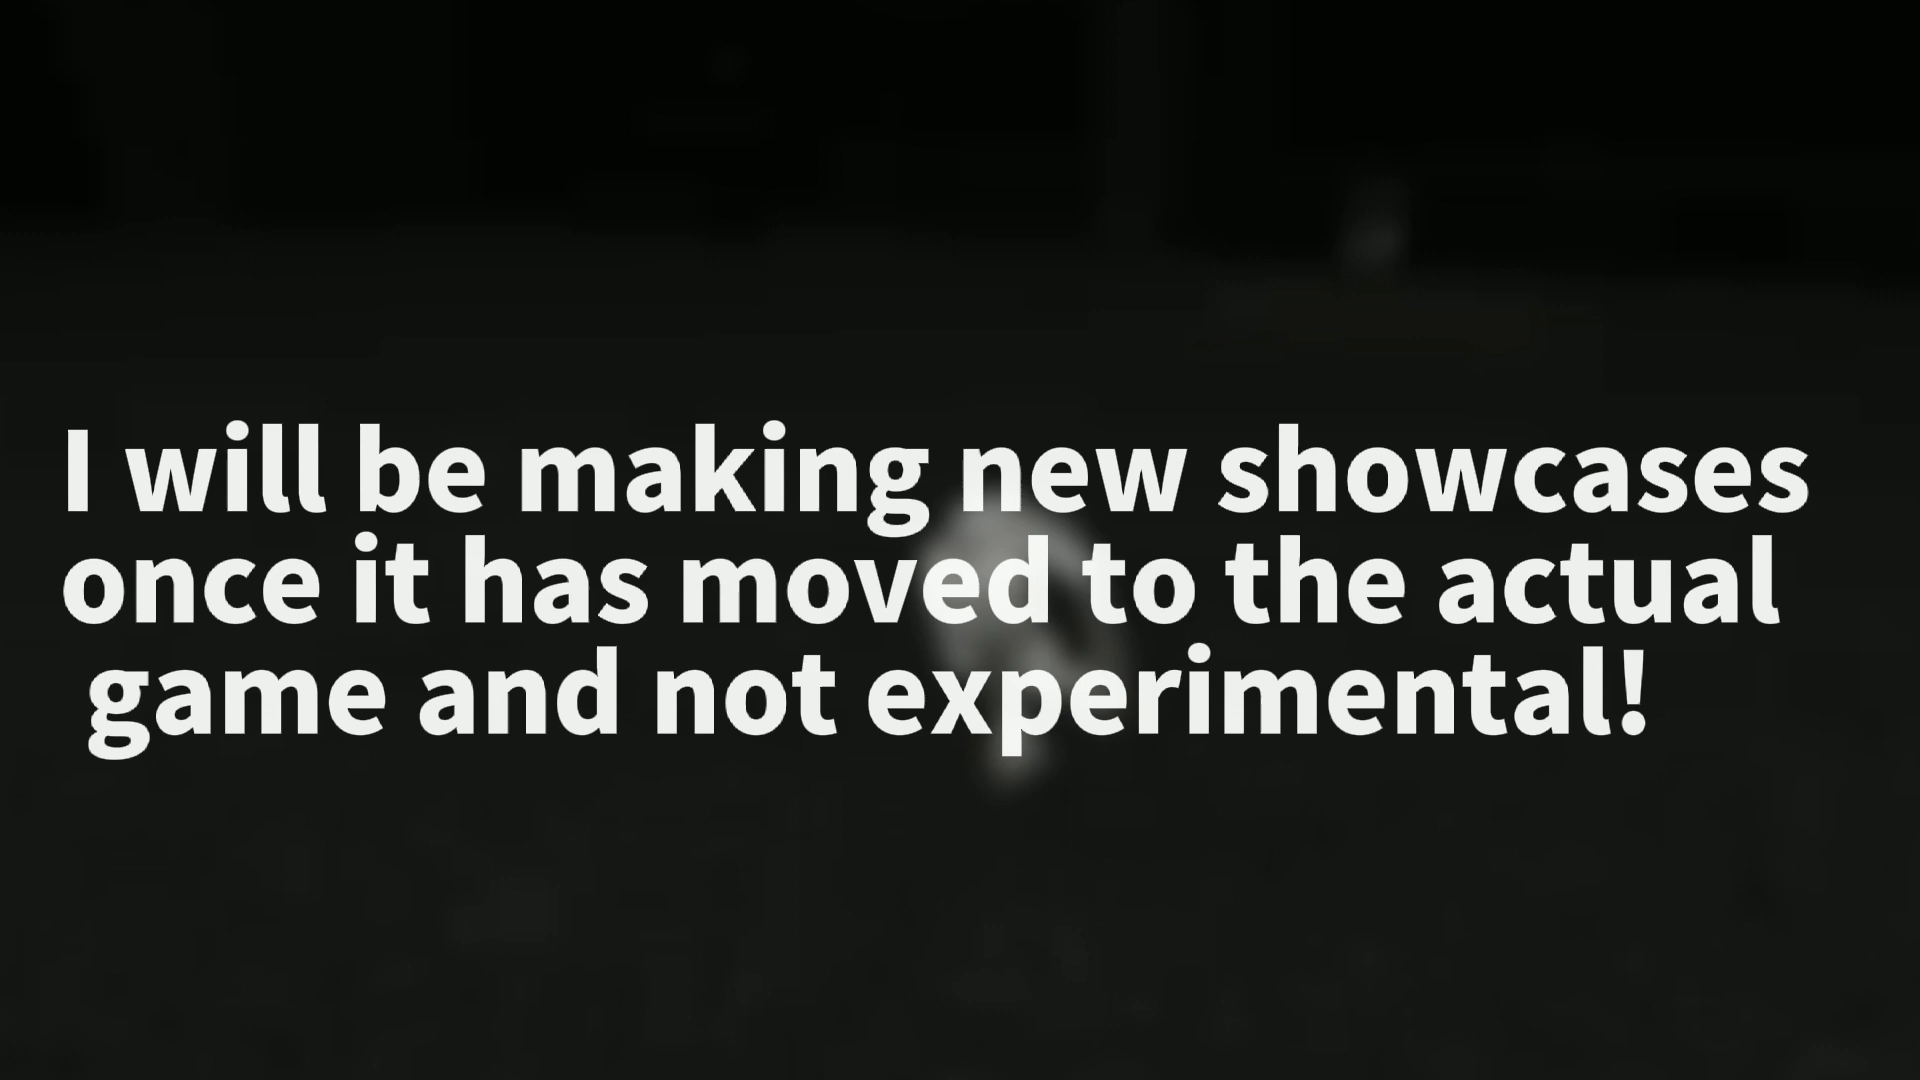 I will be making new showcases
once it has moved to the actual
game and not experimental!